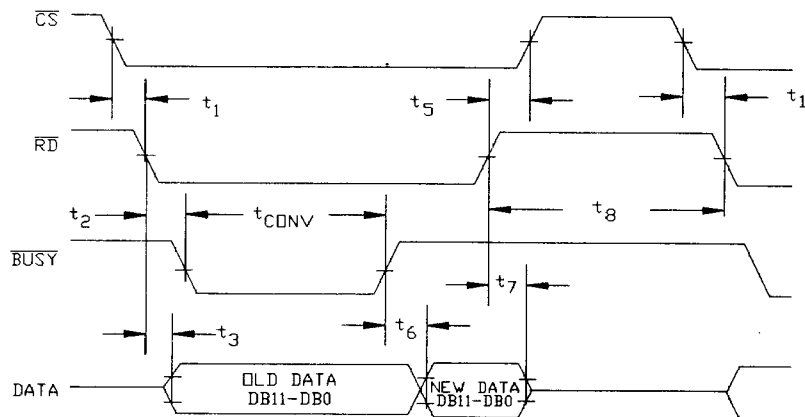 CS
t1
t5
t1
RD
t2
tCONV
t8
BUSY
t7
t3
t6
DATA
OLD DATA
DB11-DB0
NEW DATA
DB11-DB0